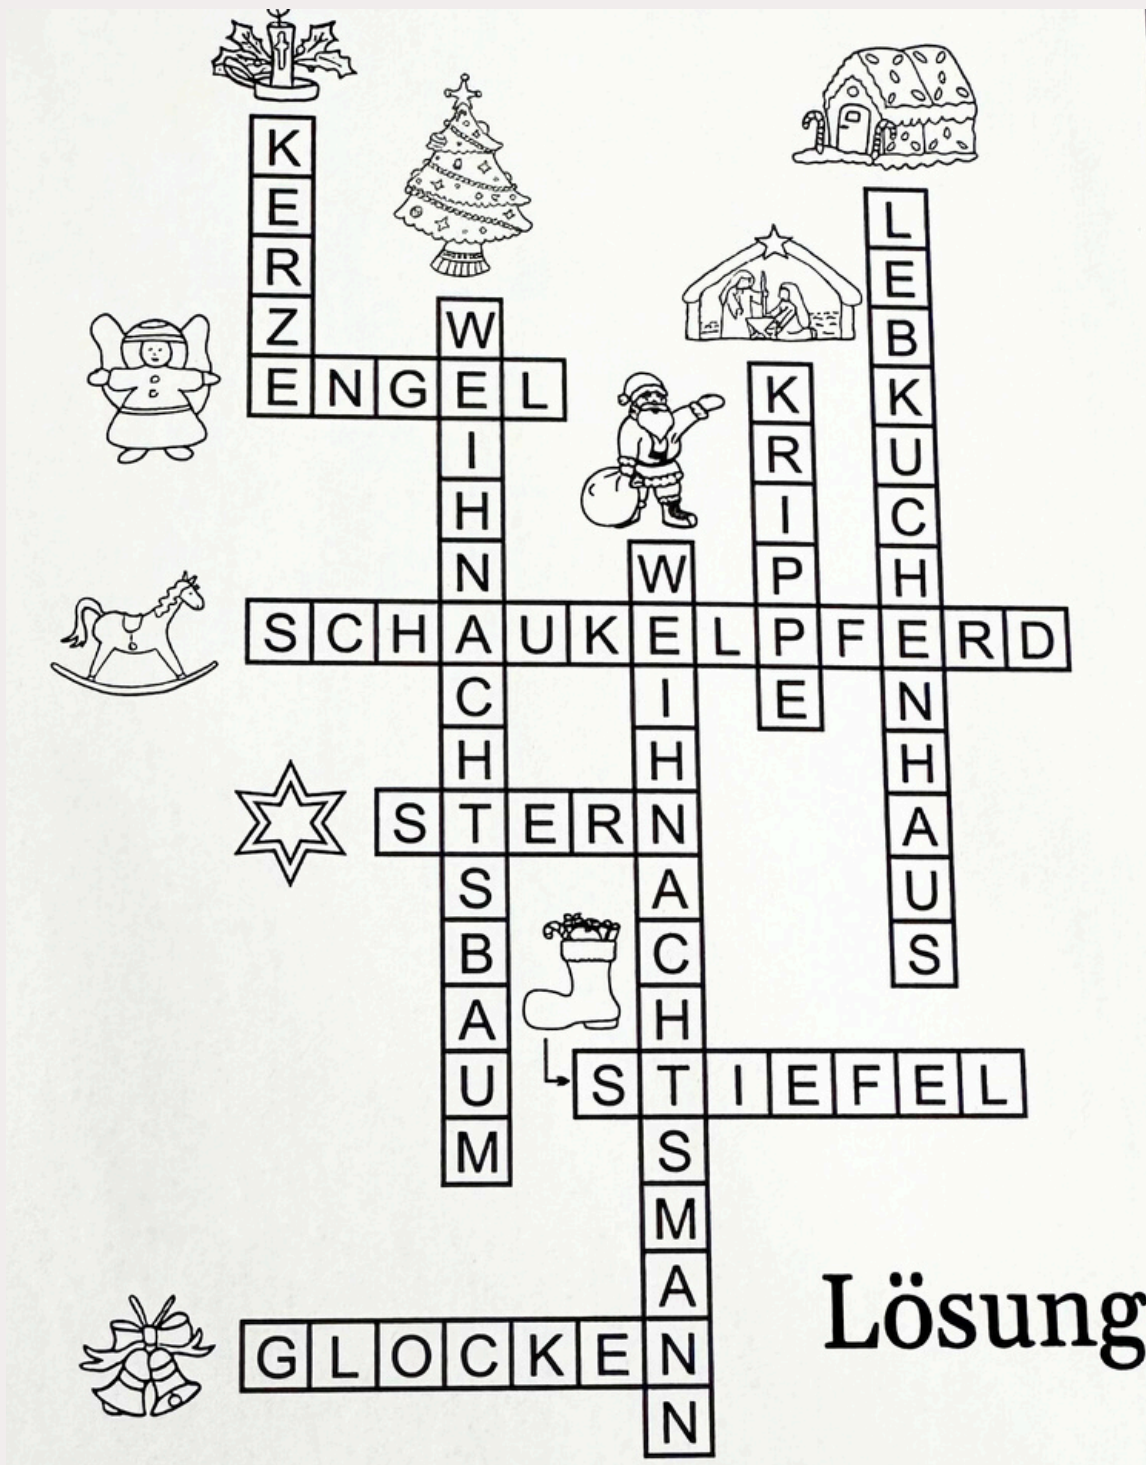 KERZE
WEIHNACHTSBAUM
LEBKUCHENHAUS
KRIPPE
ENGEL
WEIHNACHTSMANN
SCHAUKELPFERD
STERN
STIEFEL
GLOCKEN
Lösung